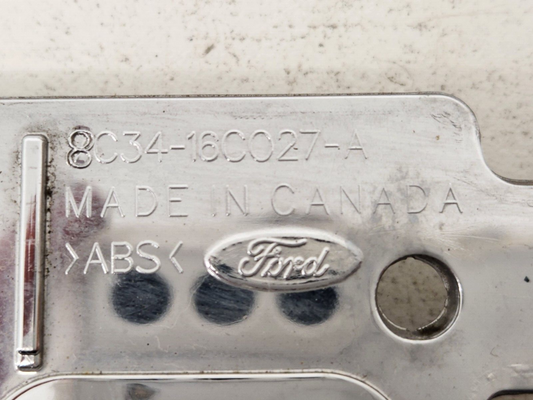 8C34-16C027-A
MADE IN CANADA
>ABS<
Ford